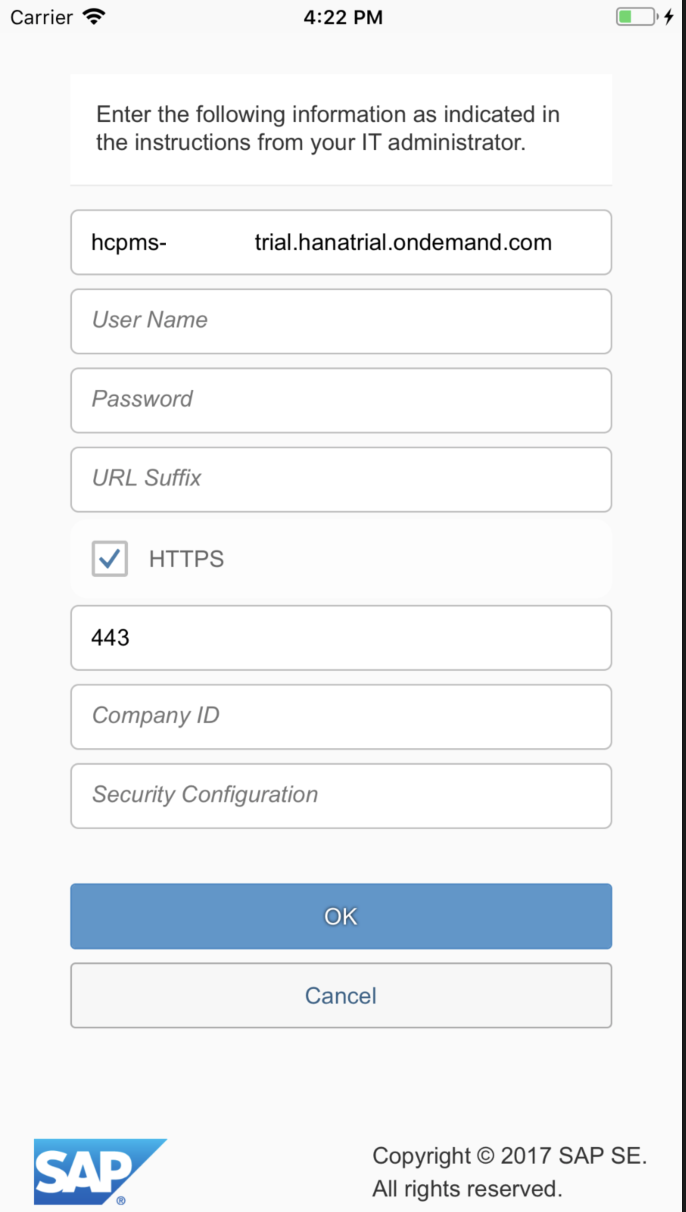 Carrier 4:22 PM
Enter the following information as indicated in
the instructions from your IT administrator.
hcpms- trial.hanatrial.ondemand.com
User Name
Password
URL Suffix
HTTPS
443
Company ID
Security Configuration
OK
Cancel
SAP®
Copyright © 2017 SAP SE.
All rights reserved.